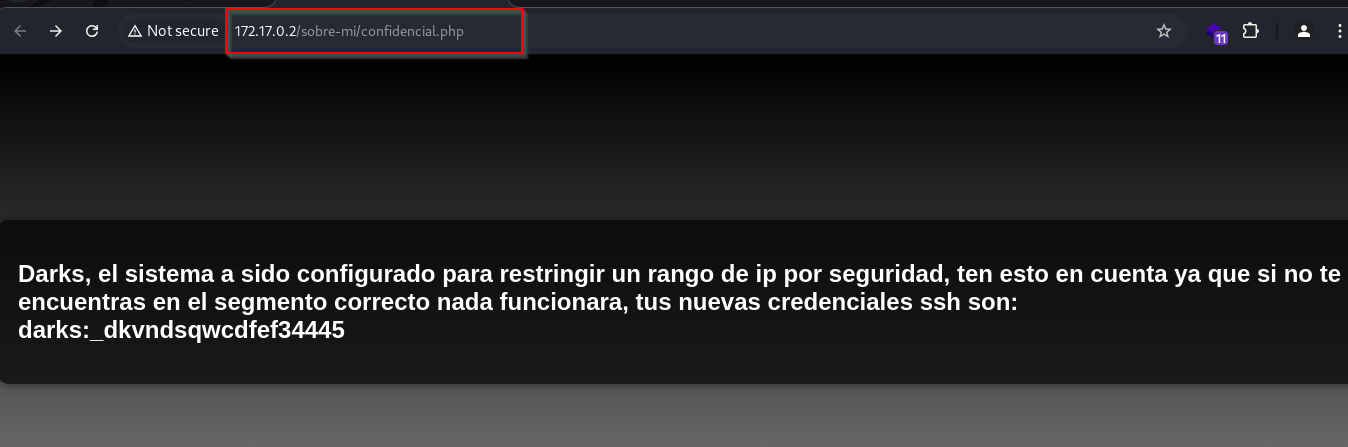 Not secure 172.17.0.2/sobre-mi/confidencial.php 11
Darks, el sistema a sido configurado para restringir un rango de ip por seguridad, ten esto en cuenta ya que si no te
encuentras en el segmento correcto nada funcionara, tus nuevas credenciales ssh son:
darks:_dkvndsqwcdfef34445